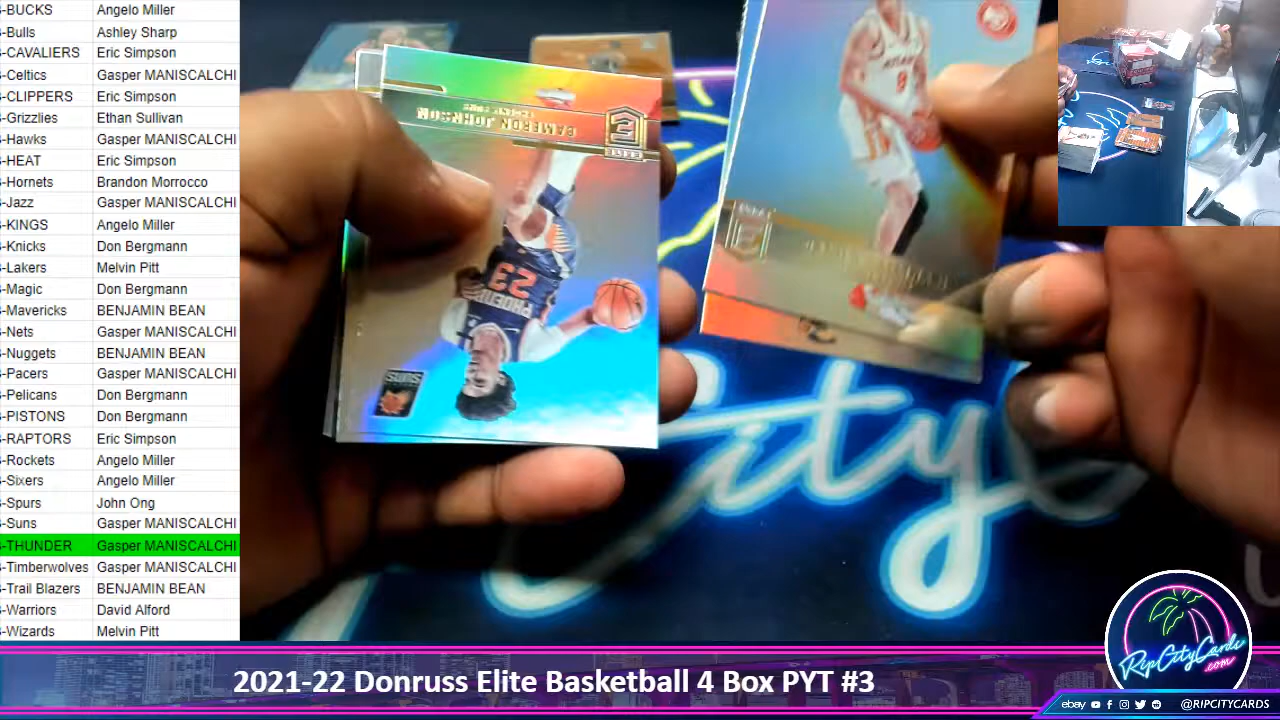 -BUCKS Angelo Miller
-Bulls Ashley Sharp
-CAVALIERS Eric Simpson
-Celtics Gasper MANISCALCHI
-CLIPPERS Eric Simpson
-Grizzlies Ethan Sullivan
-Hawks Gasper MANISCALCHI
-HEAT Eric Simpson
-Hornets Brandon Morrocco
-Jazz Gasper MANISCALCHI
-KINGS Angelo Miller
-Knicks Don Bergmann
-Lakers Melvin Pitt
-Magic Don Bergmann
-Mavericks BENJAMIN BEAN
-Nets Gasper MANISCALCHI
-Nuggets BENJAMIN BEAN
-Pacers Gasper MANISCALCHI
-Pelicans Don Bergmann
-PISTONS Don Bergmann
-RAPTORS Eric Simpson
-Rockets Angelo Miller
-Sixers Angelo Miller
-Spurs John Ong
-Suns Gasper MANISCALCHI
-THUNDER Gasper MANISCALCHI
-Timberwolves Gasper MANISCALCHI
-Trail Blazers BENJAMIN BEAN
-Warriors David Alford
-Wizards Melvin Pitt
CAMERON JOHNSON
PHOENIX
23
SUNS
City
2021-22 Donruss Elite Basketball 4 Box PYT #3
RipCityCards
.com
ebay @RIPCITYCARDS